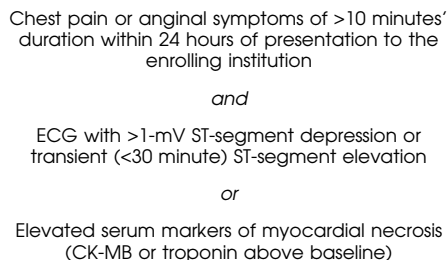 Chest pain or anginal symptoms of >10 minutes'
duration within 24 hours of presentation to the
enrolling institution
and
ECG with >1-mV ST-segment depression or
transient (<30 minute) ST-segment elevation
or
Elevated serum markers of myocardial necrosis
(CK-MB or troponin above baseline)